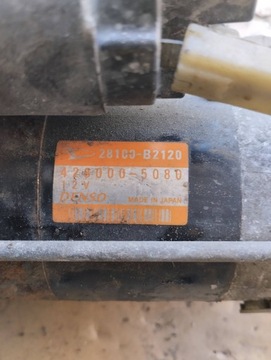 28100-B2120
428000-5080
12V
DENSO MADE IN JAPAN